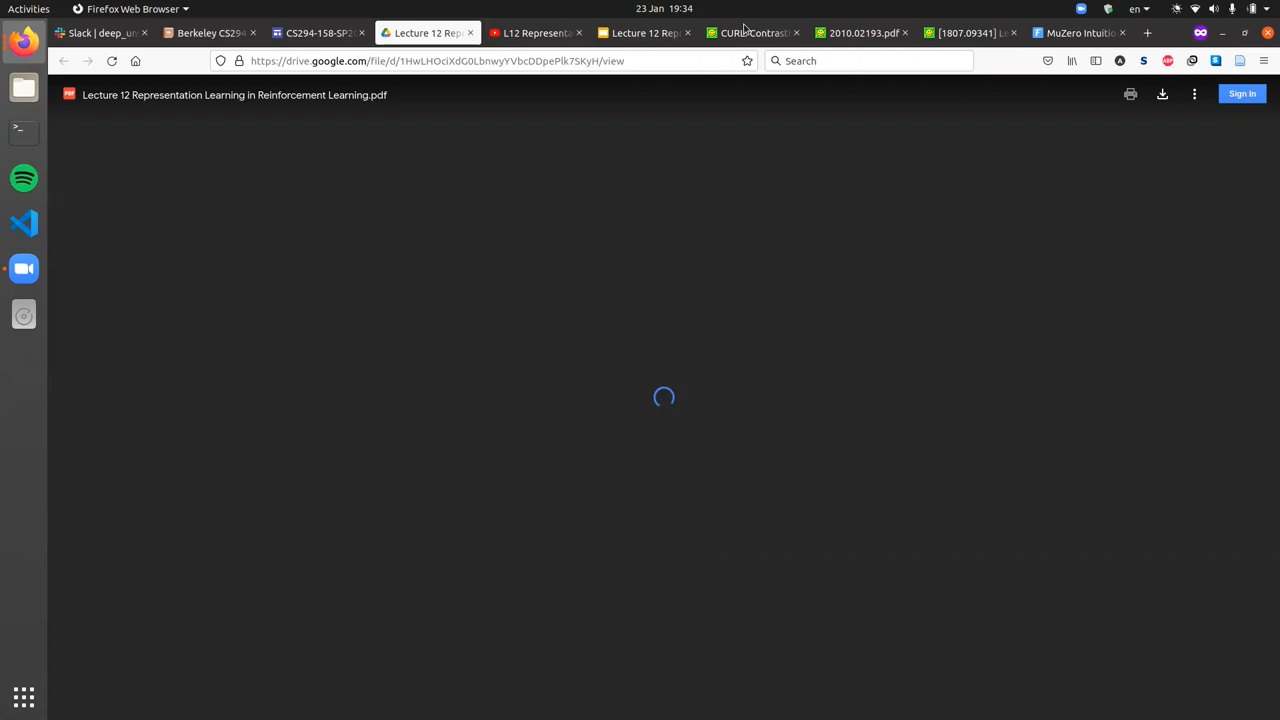 Activities
Firefox Web Browser
23 Jan 19:34
en
Slack | deep_un
Berkeley CS294
CS294-158-SP2
Lecture 12 Rep
L12 Representa
Lecture 12 Rep
CURL: Contrast
2010.02193.pdf
[1807.09341] Le
MuZero Intuitio
https://drive.google.com/file/d/1HwLHOciXdG0LbnwyYVbcDDpePlk7SKyH/view
Search
PDF
Lecture 12 Representation Learning in Reinforcement Learning.pdf
Sign In